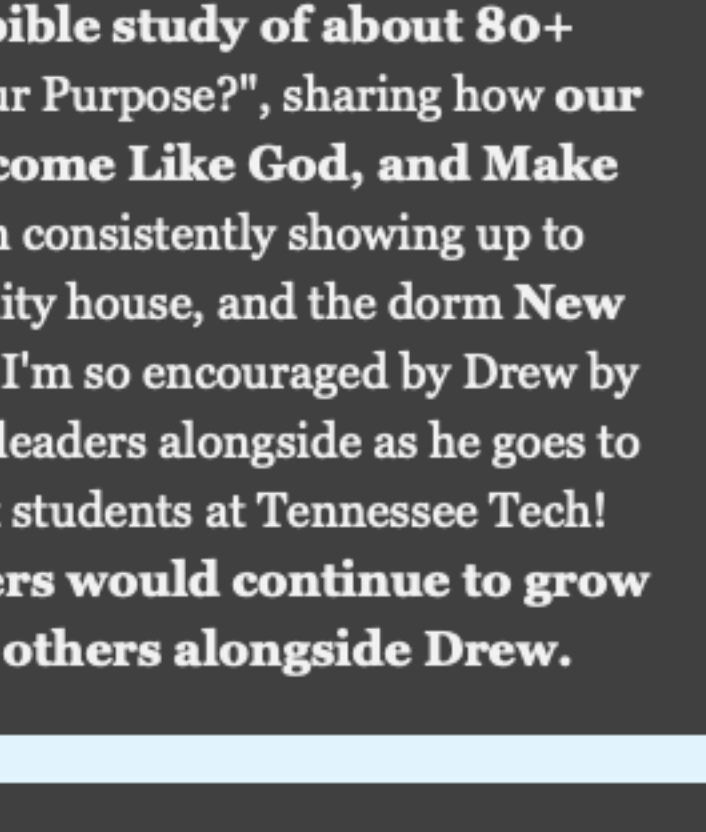 bible study of about 80+
ur Purpose?", sharing how our
come Like God, and Make
n consistently showing up to
ity house, and the dorm New
I'm so encouraged by Drew by
leaders alongside as he goes to
students at Tennessee Tech!
ers would continue to grow
others alongside Drew.